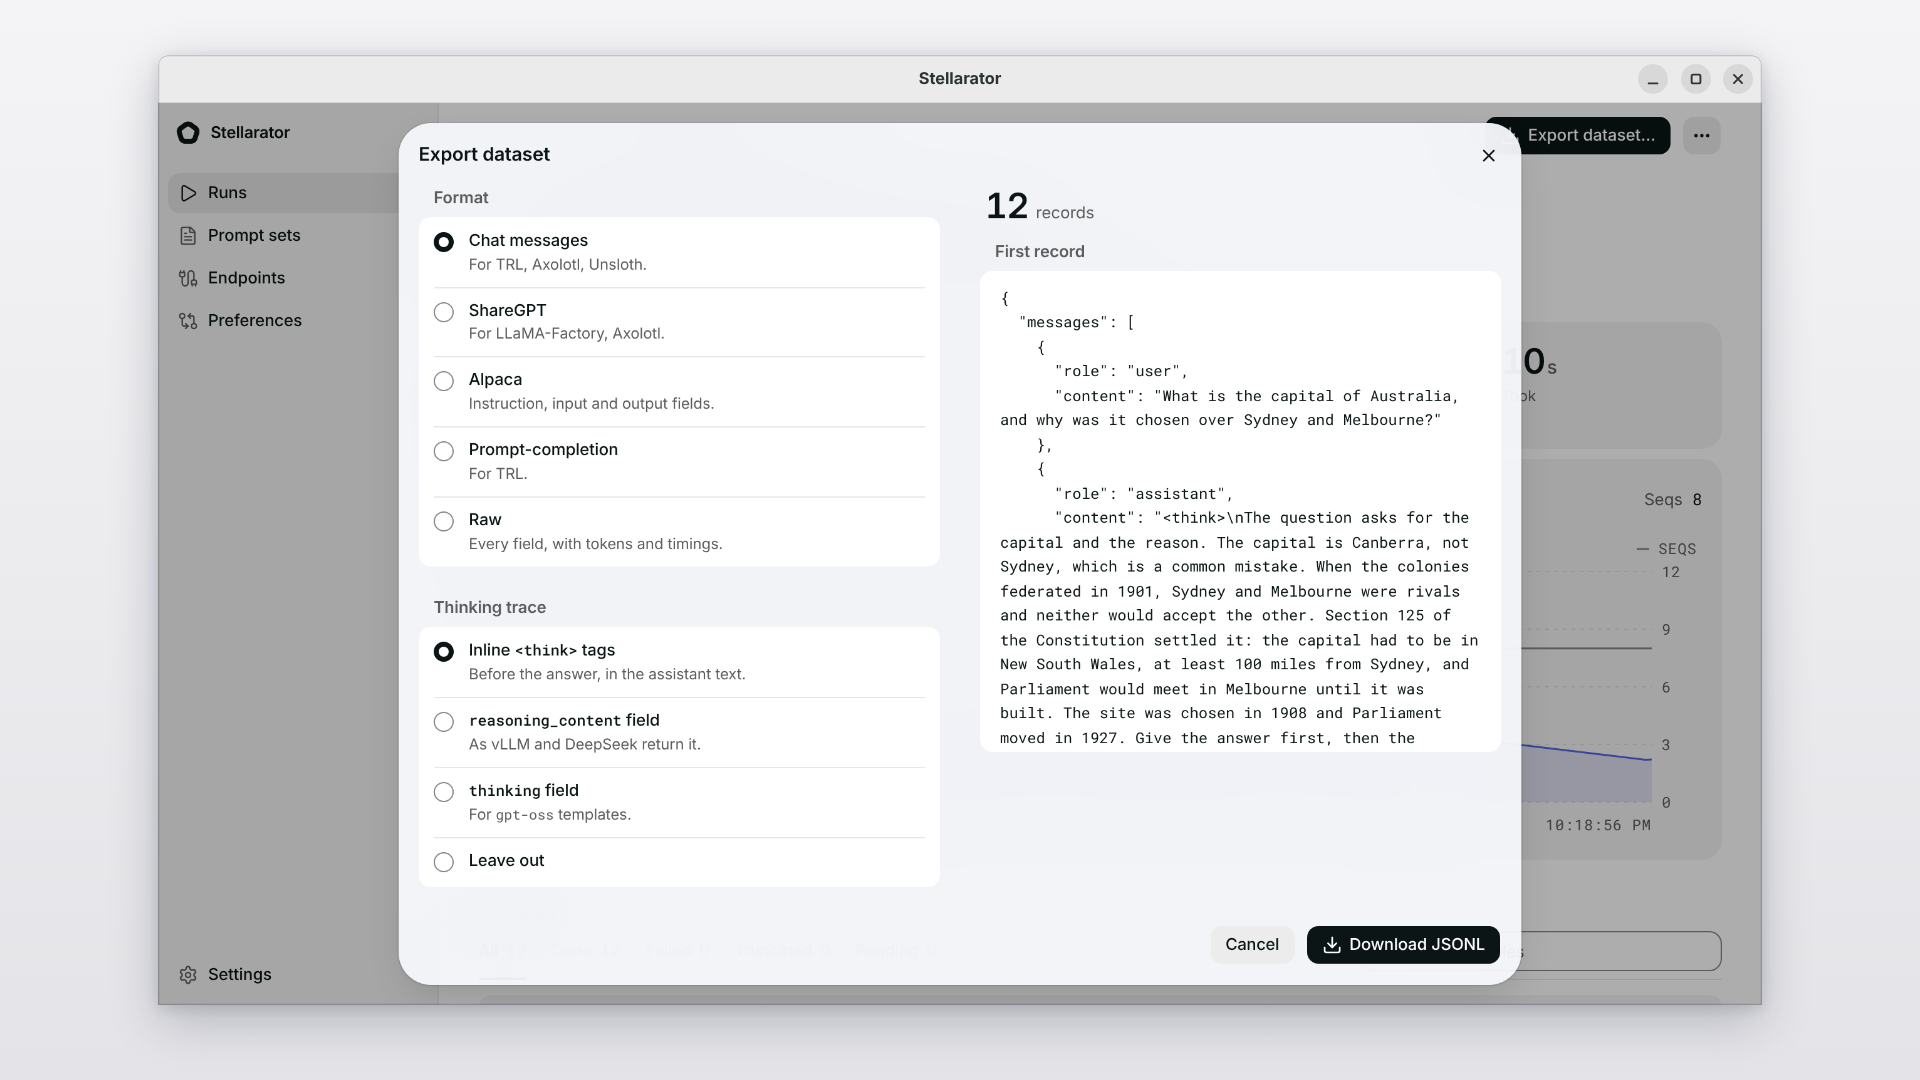 Stellarator
Stellarator
Runs
Prompt sets
Endpoints
Preferences
Settings
Export dataset...
Export dataset
Format
Chat messages
For TRL, Axolotl, Unsloth.
ShareGPT
For LLaMA-Factory, Axolotl.
Alpaca
Instruction, input and output fields.
Prompt-completion
For TRL.
Raw
Every field, with tokens and timings.
Thinking trace
Inline <think> tags
Before the answer, in the assistant text.
reasoning_content field
As vLLM and DeepSeek return it.
thinking field
For gpt-oss templates.
Leave out
12 records
First record
{
"messages": [
{
"role": "user",
"content": "What is the capital of Australia,
and why was it chosen over Sydney and Melbourne?"
},
{
"role": "assistant",
"content": "<think>\nThe question asks for the
capital and the reason. The capital is Canberra, not
Sydney, which is a common mistake. When the colonies
federated in 1901, Sydney and Melbourne were rivals
and neither would accept the other. Section 125 of
the Constitution settled it: the capital had to be in
New South Wales, at least 100 miles from Sydney, and
Parliament would meet in Melbourne until it was
built. The site was chosen in 1908 and Parliament
moved in 1927. Give the answer first, then the
Cancel
Download JSONL
10s
Seqs 8
SEQS
12
9
6
3
0
10:18:56 PM